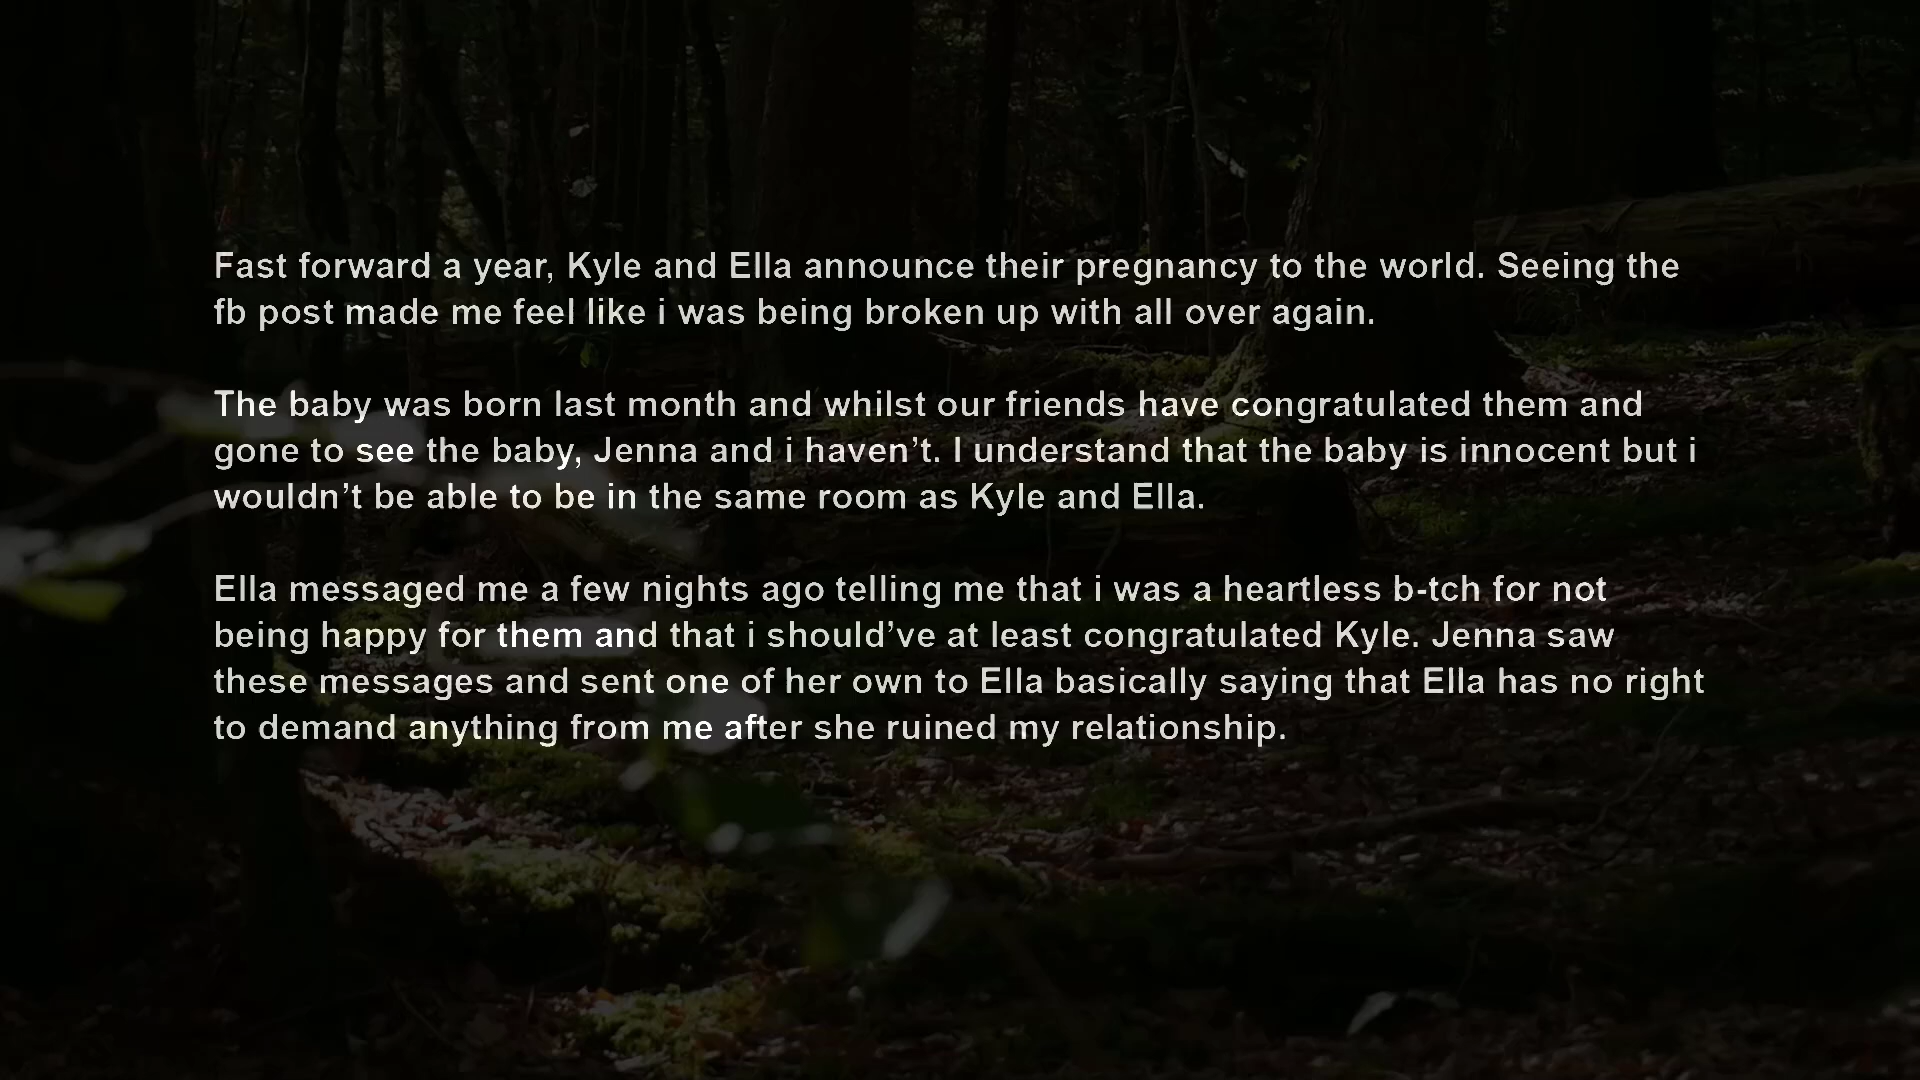 Fast forward a year, Kyle and Ella announce their pregnancy to the world. Seeing the
fb post made me feel like i was being broken up with all over again.
The baby was born last month and whilst our friends have congratulated them and
gone to see the baby, Jenna and i haven’t. I understand that the baby is innocent but i
wouldn’t be able to be in the same room as Kyle and Ella.
Ella messaged me a few nights ago telling me that i was a heartless b-tch for not
being happy for them and that i should’ve at least congratulated Kyle. Jenna saw
these messages and sent one of her own to Ella basically saying that Ella has no right
to demand anything from me after she ruined my relationship.